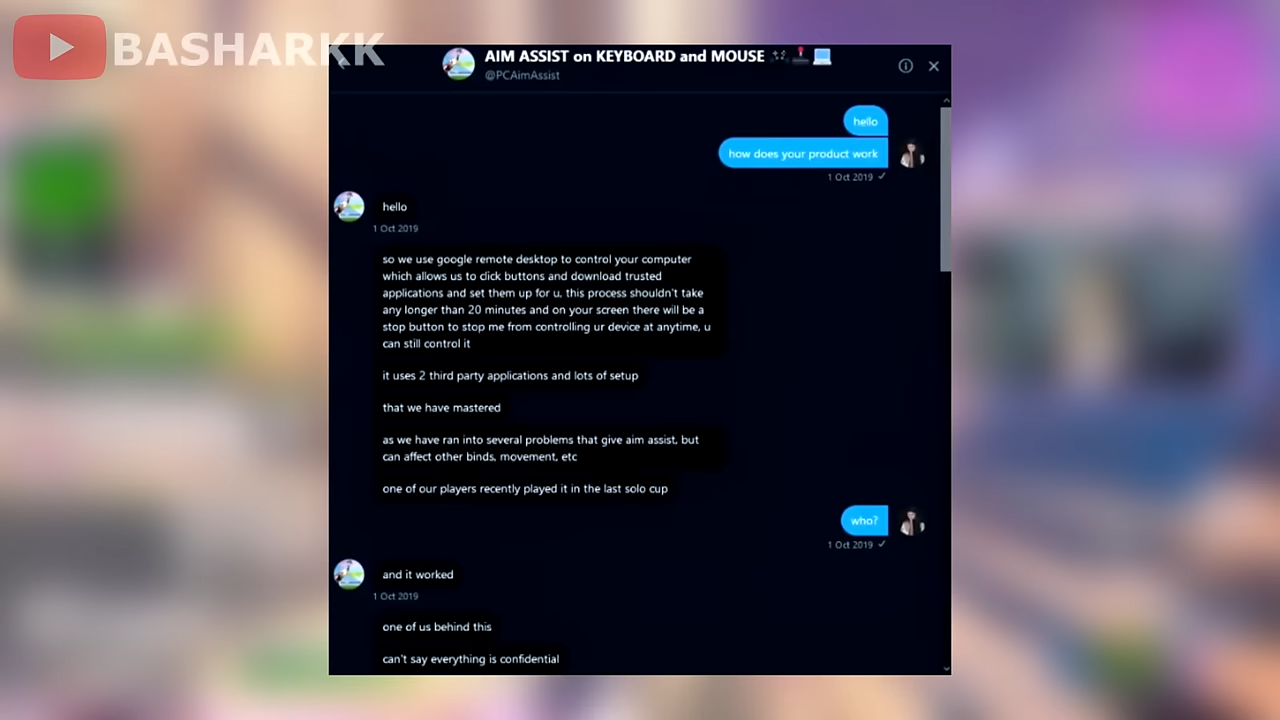 BASHARKK
AIM ASSIST on KEYBOARD and MOUSE
@PCAimAssist
hello
how does your product work
1 Oct 2019 ✓
hello
1 Oct 2019
so we use google remote desktop to control your computer
which allows us to click buttons and download trusted
applications and set them up for u, this process shouldn't take
any longer than 20 minutes and on your screen there will be a
stop button to stop me from controlling ur device at anytime, u
can still control it
it uses 2 third party applications and lots of setup
that we have mastered
as we have ran into several problems that give aim assist, but
can affect other binds, movement, etc
one of our players recently played it in the last solo cup
who?
1 Oct 2019 ✓
and it worked
1 Oct 2019
one of us behind this
can't say everything is confidential